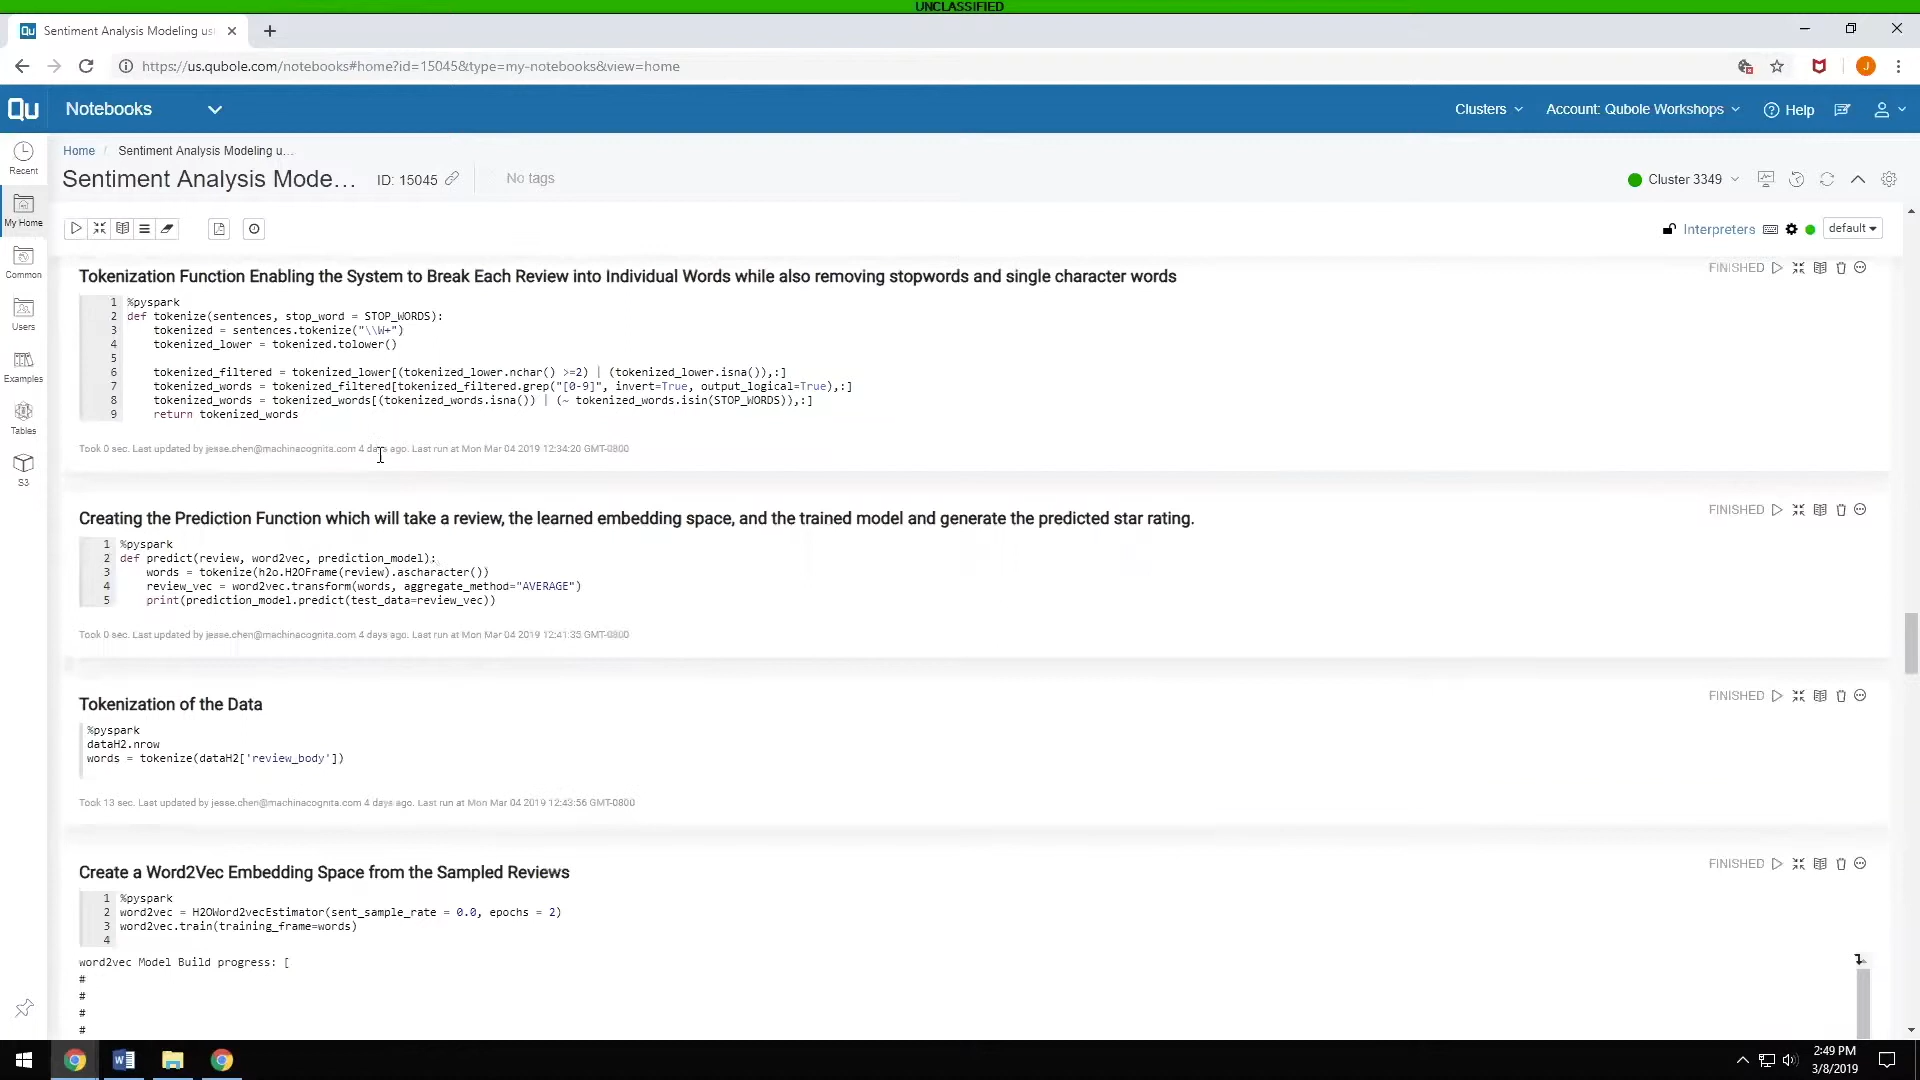 UNCLASSIFIED
Sentiment Analysis Modeling us
https://us.qubole.com/notebooks#home?id=15045&type=my-notebooks&view=home
J
Qu
Notebooks
Clusters
Account: Qubole Workshops
Help
Home / Sentiment Analysis Modeling u...
Sentiment Analysis Mode...
ID: 15045
No tags
Cluster 3349
Recent
My Home
Common
Users
Examples
Tables
S3
Interpreters
default
Tokenization Function Enabling the System to Break Each Review into Individual Words while also removing stopwords and single character words
FINISHED
1 %pyspark
2 def tokenize(sentences, stop_word = STOP_WORDS):
3 tokenized = sentences.tokenize("\\W+")
4 tokenized_lower = tokenized.tolower()
5
6 tokenized_filtered = tokenized_lower[(tokenized_lower.nchar() >=2) | (tokenized_lower.isna()),:]
7 tokenized_words = tokenized_filtered[tokenized_filtered.grep("[0-9]", invert=True, output_logical=True),:]
8 tokenized_words = tokenized_words[(tokenized_words.isna()) | (~ tokenized_words.isin(STOP_WORDS)),:]
9 return tokenized_words
Took 0 sec. Last updated by jesse.chen@machinacognita.com 4 days ago. Last run at Mon Mar 04 2019 12:34:20 GMT-0800
Creating the Prediction Function which will take a review, the learned embedding space, and the trained model and generate the predicted star rating.
FINISHED
1 %pyspark
2 def predict(review, word2vec, prediction_model):
3 words = tokenize(h2o.H2OFrame(review).ascharacter())
4 review_vec = word2vec.transform(words, aggregate_method="AVERAGE")
5 print(prediction_model.predict(test_data=review_vec))
Took 0 sec. Last updated by jesse.chen@machinacognita.com 4 days ago. Last run at Mon Mar 04 2019 12:41:35 GMT-0800
Tokenization of the Data
FINISHED
%pyspark
dataH2.nrow
words = tokenize(dataH2['review_body'])
Took 13 sec. Last updated by jesse.chen@machinacognita.com 4 days ago. Last run at Mon Mar 04 2019 12:43:56 GMT-0800
Create a Word2Vec Embedding Space from the Sampled Reviews
FINISHED
1 %pyspark
2 word2vec = H2OWord2vecEstimator(sent_sample_rate = 0.0, epochs = 2)
3 word2vec.train(training_frame=words)
4
word2vec Model Build progress: [
#
#
#
#
2:49 PM
3/8/2019